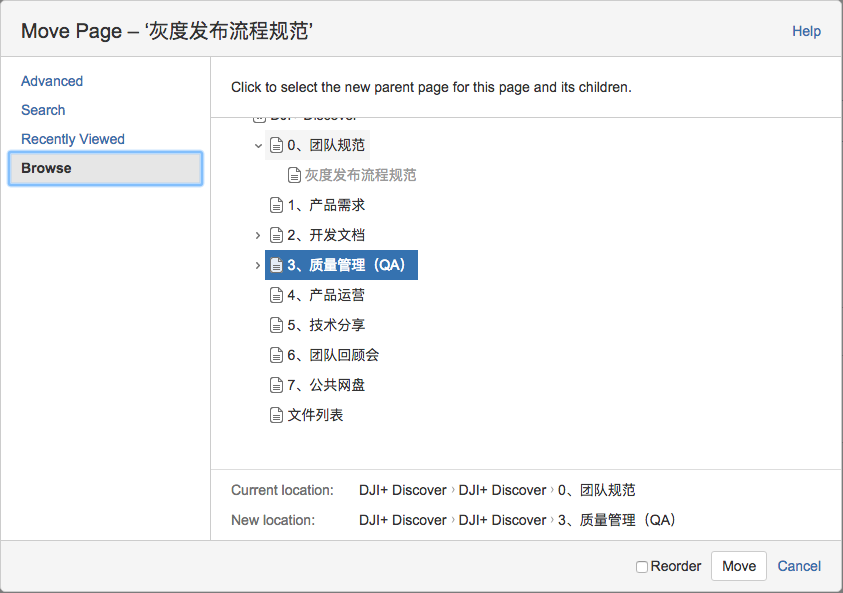 Move Page – ‘灰度发布流程规范’
Help
Advanced
Search
Recently Viewed
Browse
Click to select the new parent page for this page and its children.
DJI+ Discover
0、团队规范
灰度发布流程规范
1、产品需求
2、开发文档
3、质量管理（QA）
4、产品运营
5、技术分享
6、团队回顾会
7、公共网盘
文件列表
Current location: DJI+ Discover › DJI+ Discover › 0、团队规范
New location: DJI+ Discover › DJI+ Discover › 3、质量管理（QA）
Reorder Move Cancel